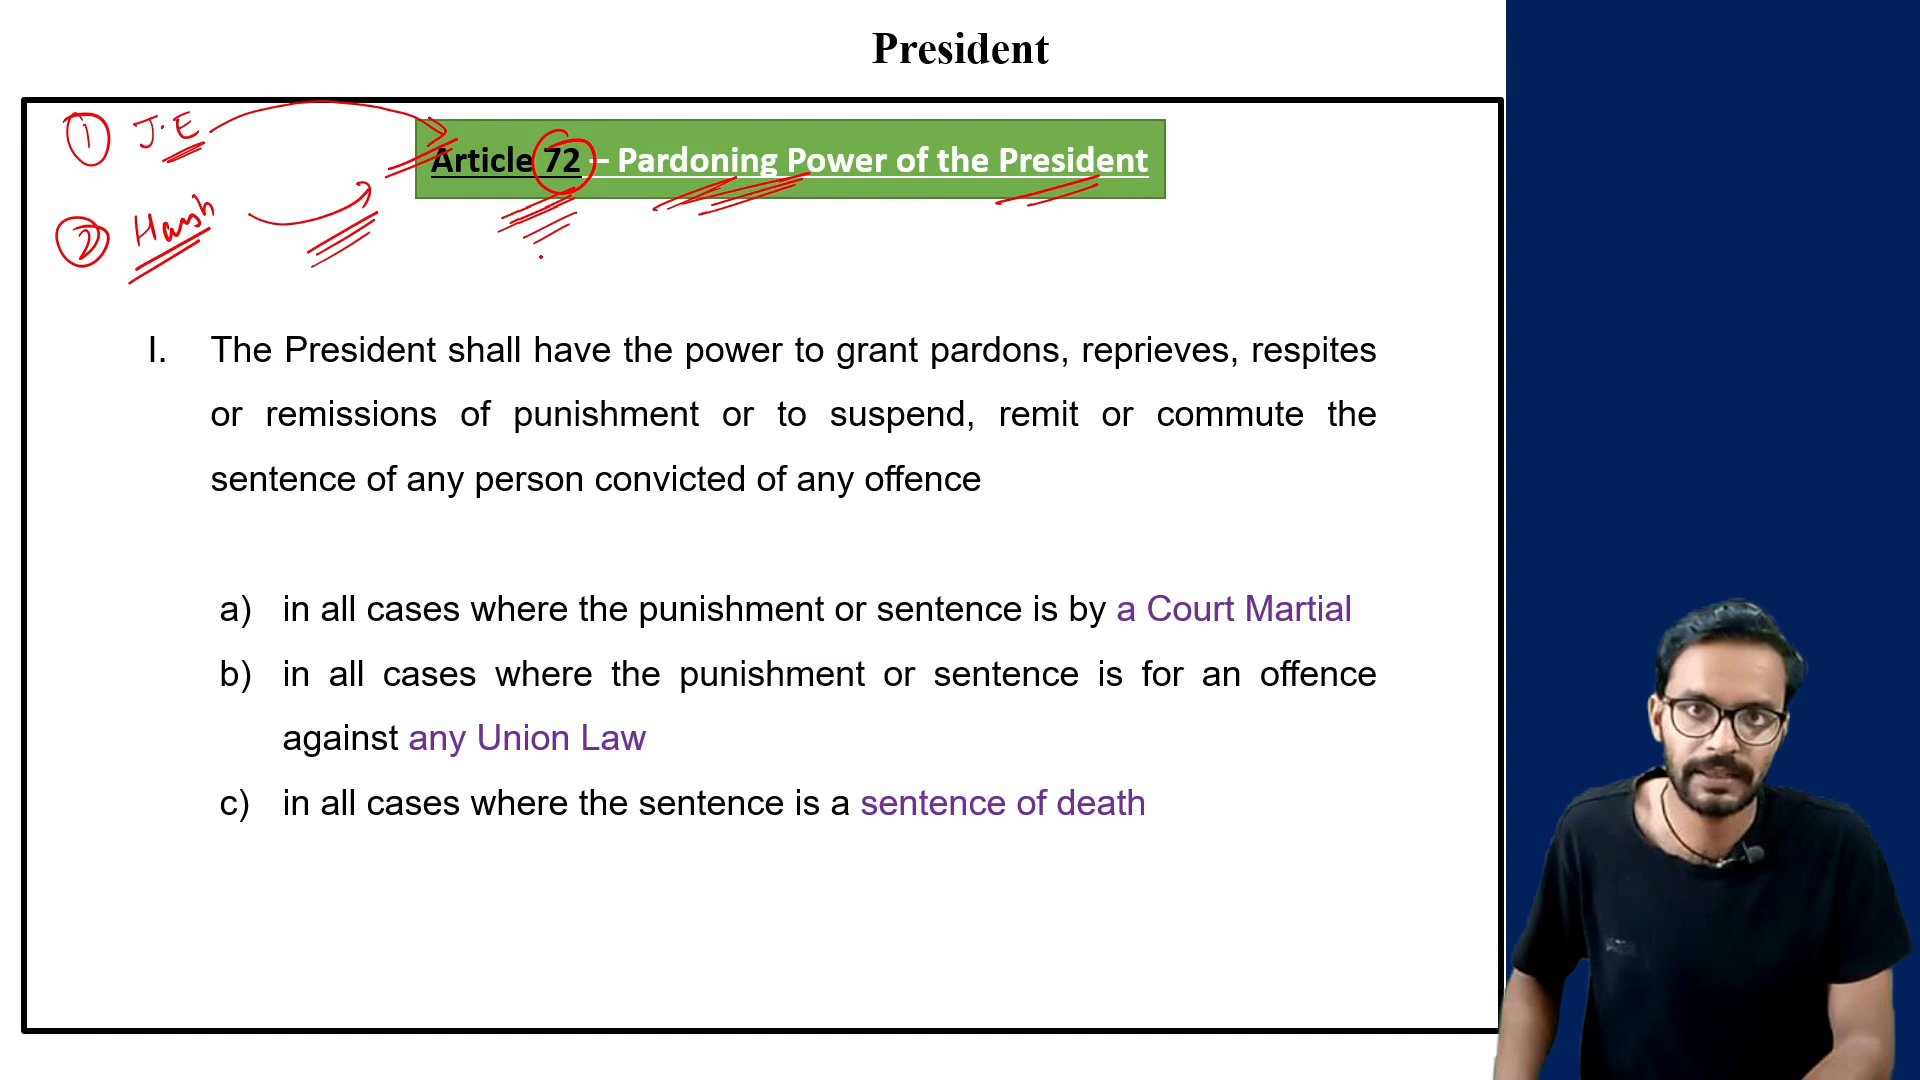 President
① J.E
Article 72 – Pardoning Power of the President
② Harsh
I. The President shall have the power to grant pardons, reprieves, respites
or remissions of punishment or to suspend, remit or commute the
sentence of any person convicted of any offence
a) in all cases where the punishment or sentence is by a Court Martial
b) in all cases where the punishment or sentence is for an offence
against any Union Law
c) in all cases where the sentence is a sentence of death